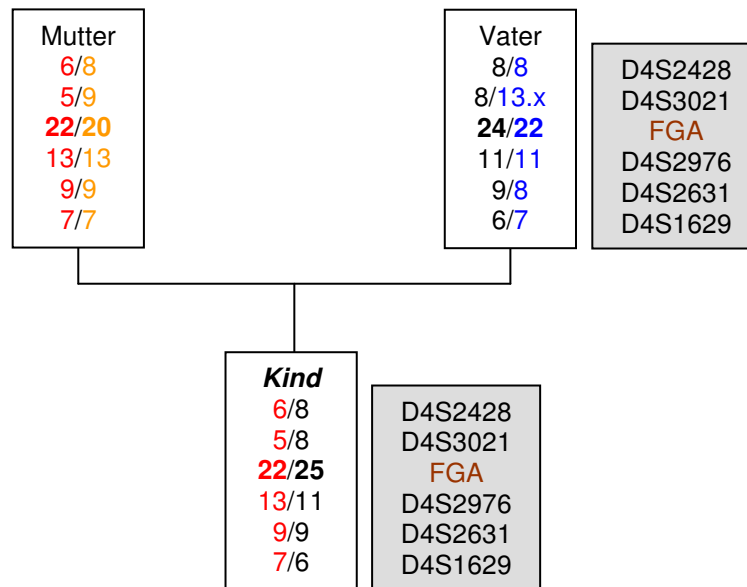 Mutter
6/8
5/9
22/20
13/13
9/9
7/7
Vater
8/8
8/13.x
24/22
11/11
9/8
6/7
D4S2428
D4S3021
FGA
D4S2976
D4S2631
D4S1629
Kind
6/8
5/8
22/25
13/11
9/9
7/6
D4S2428
D4S3021
FGA
D4S2976
D4S2631
D4S1629